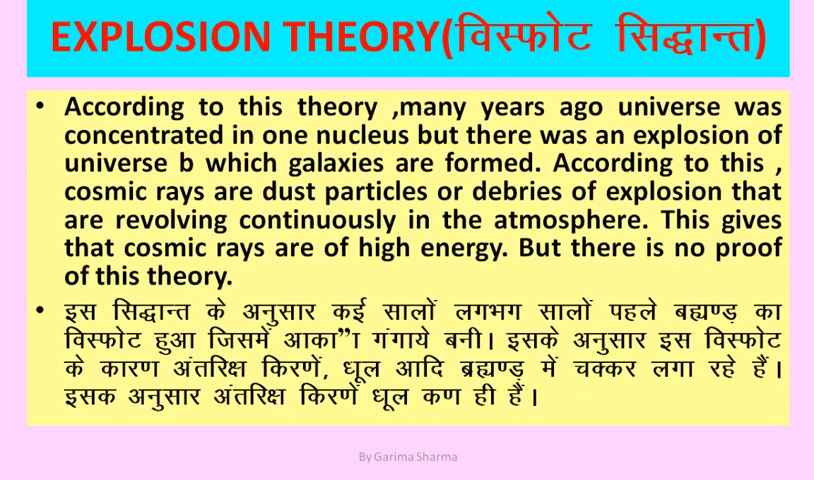 EXPLOSION THEORY(विस्फोट सिद्धान्त)
• According to this theory ,many years ago universe was
concentrated in one nucleus but there was an explosion of
universe b which galaxies are formed. According to this ,
cosmic rays are dust particles or debries of explosion that
are revolving continuously in the atmosphere. This gives
that cosmic rays are of high energy. But there is no proof
of this theory.
• इस सिद्धान्त के अनुसार कई सालों लगभग सालों पहले बह्यण्ड़ का
विस्फोट हुआ जिसमें आका”ा गंगाये बनी। इसके अनुसार इस विस्फोट
के कारण अंतरिक्ष किरणें, धूल आदि ब्रह्यण्ड़ में चक्कर लगा रहे हैं।
इसक अनुसार अंतरिक्ष किरणें धूल कण ही हैं।
By Garima Sharma